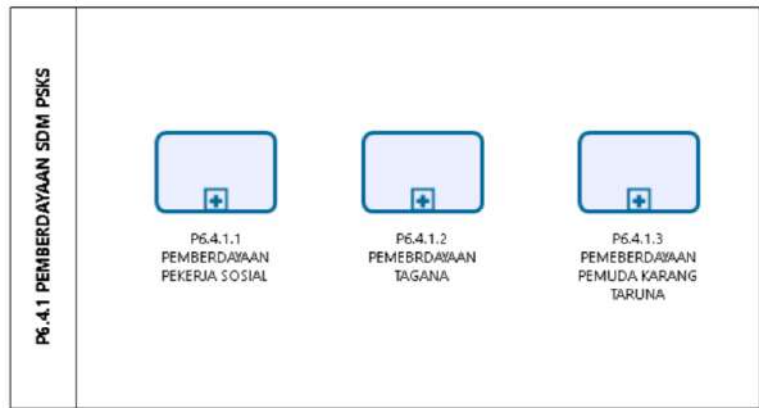 P6.4.1 PEMBERDAYAAN SDM PSKS
P6.4.1.1
PEMBERDAYAAN
PEKERJA SOSIAL
P6.4.1.2
PEMEBRDAYAAN
TAGANA
P6.4.1.3
PEMEBERDAYAAN
PEMUDA KARANG
TARUNA